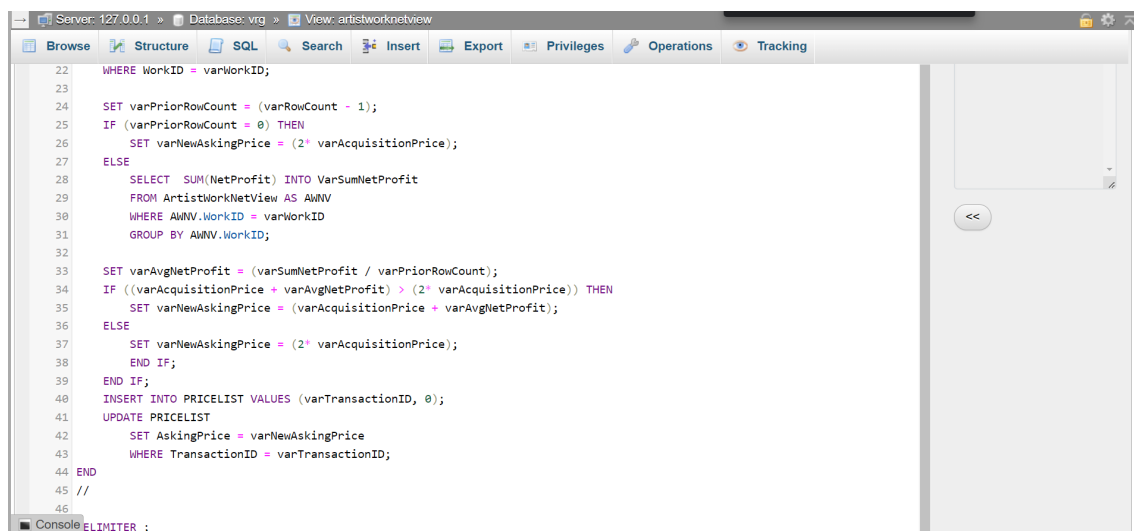 Server: 127.0.0.1 » Database: vrg » View: artistworknetview
Browse Structure SQL Search Insert Export Privileges Operations Tracking
22 WHERE WorkID = varWorkID;
23
24 SET varPriorRowCount = (varRowCount - 1);
25 IF (varPriorRowCount = 0) THEN
26 SET varNewAskingPrice = (2* varAcquisitionPrice);
27 ELSE
28 SELECT  SUM(NetProfit) INTO VarSumNetProfit
29 FROM ArtistWorkNetView AS AWNV
30 WHERE AWNV.WorkID = varWorkID
31 GROUP BY AWNV.WorkID;
32
33 SET varAvgNetProfit = (varSumNetProfit / varPriorRowCount);
34 IF ((varAcquisitionPrice + varAvgNetProfit) > (2* varAcquisitionPrice)) THEN
35 SET varNewAskingPrice = (varAcquisitionPrice + varAvgNetProfit);
36 ELSE
37 SET varNewAskingPrice = (2* varAcquisitionPrice);
38 END IF;
39 END IF;
40 INSERT INTO PRICELIST VALUES (varTransactionID, 0);
41 UPDATE PRICELIST
42 SET AskingPrice = varNewAskingPrice
43 WHERE TransactionID = varTransactionID;
44 END
45 //
46
Console ELIMITER ;
<<